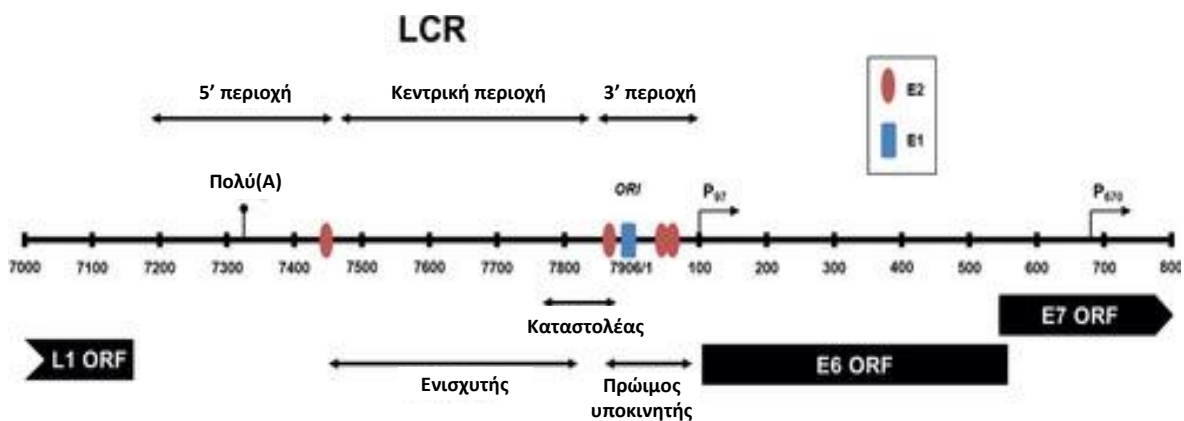 LCR
5’ περιοχή
Κεντρική περιοχή
3’ περιοχή
E2
E1
Πολύ(Α)
ORI
P97
P670
7000 7100 7200 7300 7400 7500 7600 7700 7800 7906/1 100 200 300 400 500 600 700 800
Καταστολέας
E7 ORF
L1 ORF
E6 ORF
Ενισχυτής
Πρώιμος
υποκινητής